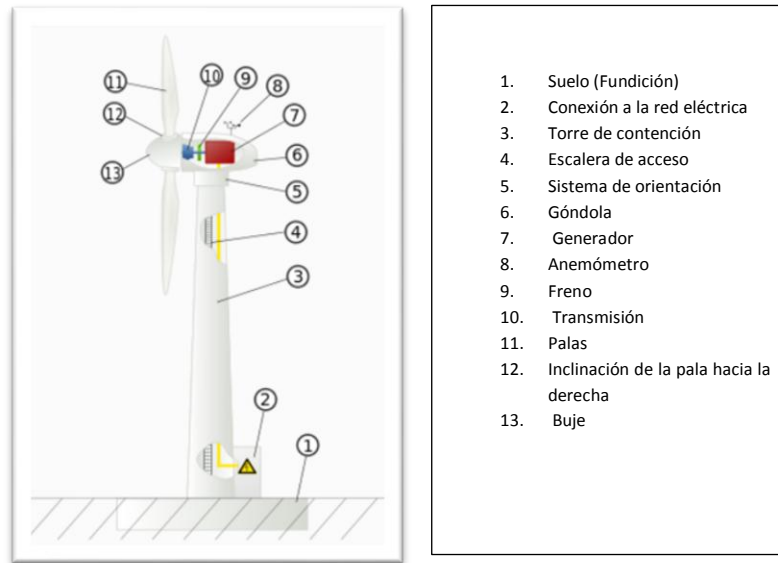 11
10
9
8
12
7
13
6
5
4
3
2
1
1. Suelo (Fundición)
2. Conexión a la red eléctrica
3. Torre de contención
4. Escalera de acceso
5. Sistema de orientación
6. Góndola
7. Generador
8. Anemómetro
9. Freno
10. Transmisión
11. Palas
12. Inclinación de la pala hacia la
derecha
13. Buje